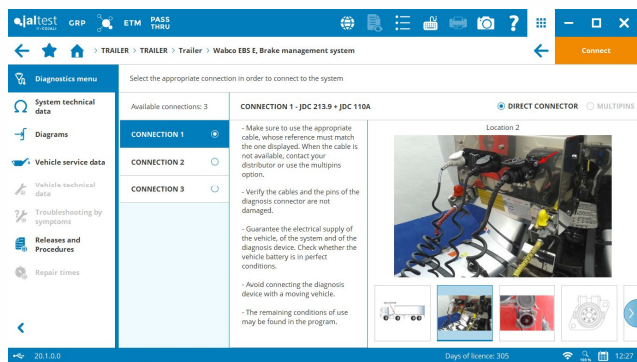 jaltest
BY COJALI
GRP
ETM
PASS
THRU
?
> TRAILER > TRAILER > Trailer > Wabco EBS E, Brake management system
Connect
Diagnostics menu
Select the appropriate connection in order to connect to the system
System technical
data
Diagrams
Vehicle service data
Vehicle technical
data
Troubleshooting by
symptoms
Releases and
Procedures
Repair times
Available connections: 3
CONNECTION 1
CONNECTION 2
CONNECTION 3
CONNECTION 1 - JDC 213.9 + JDC 110A
DIRECT CONNECTOR
MULTIPINS
- Make sure to use the appropriate
cable, whose reference must match
the one displayed. When the cable is
not available, contact your
distributor or use the multipins
option.
- Verify the cables and the pins of the
diagnosis connector are not
damaged.
- Guarantee the electrical supply of
the vehicle, of the system and of the
diagnosis device. Check whether the
vehicle battery is in perfect
conditions.
- Avoid connecting the diagnosis
device with a moving vehicle.
- The remaining conditions of use
may be found in the program.
Location 2
20.1.0.0
Days of licence: 305
100 %
12:27